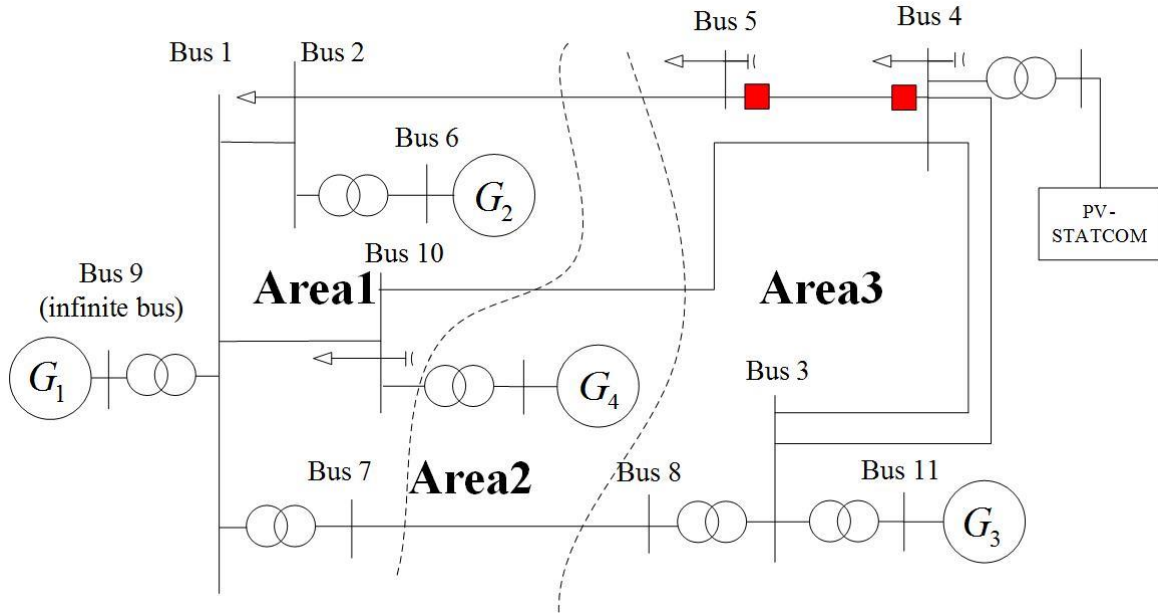 Bus 1
Bus 2
Bus 5
Bus 4
Bus 6
G2
PV-
STATCOM
Bus 10
Bus 9
(infinite bus)
Area1
Area3
G1
G4
Bus 3
Bus 7
Area2
Bus 8
Bus 11
G3